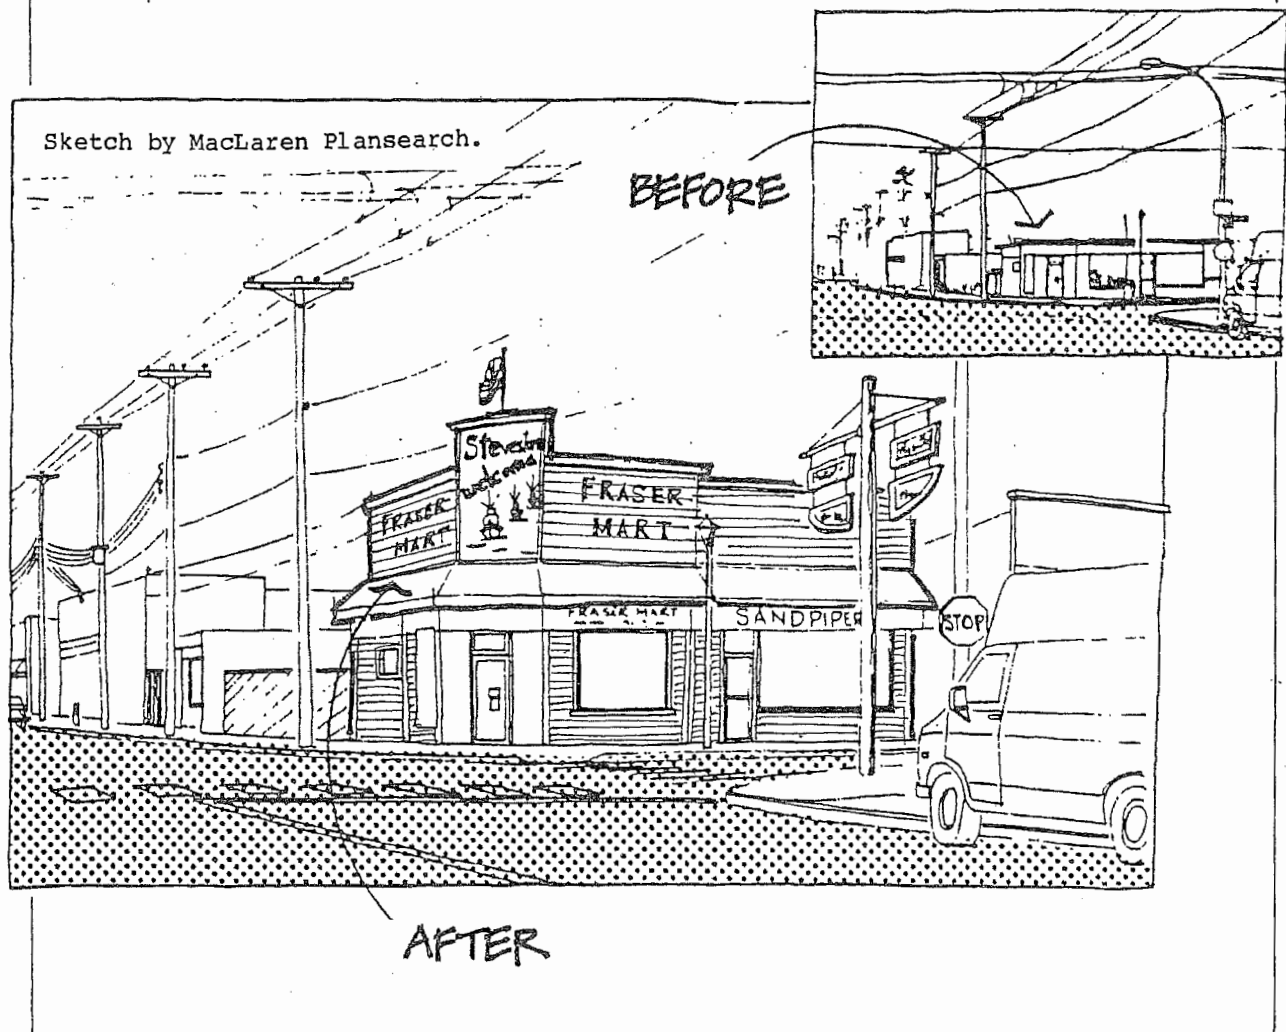 Sketch by MacLaren Plansearch.
BEFORE
Steveston
welcome
FRASER
MART
FRASER
MART
FRASER MART
SANDPIPER
STOP
AFTER